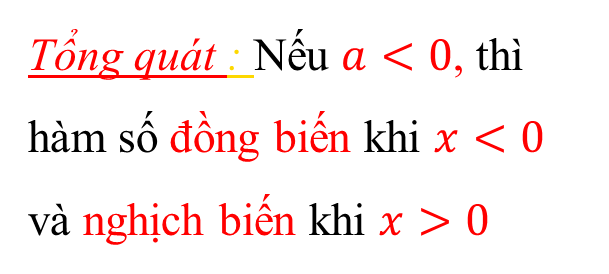 Tổng quát : Nếu a < 0, thì
hàm số đồng biến khi x < 0
và nghịch biến khi x > 0